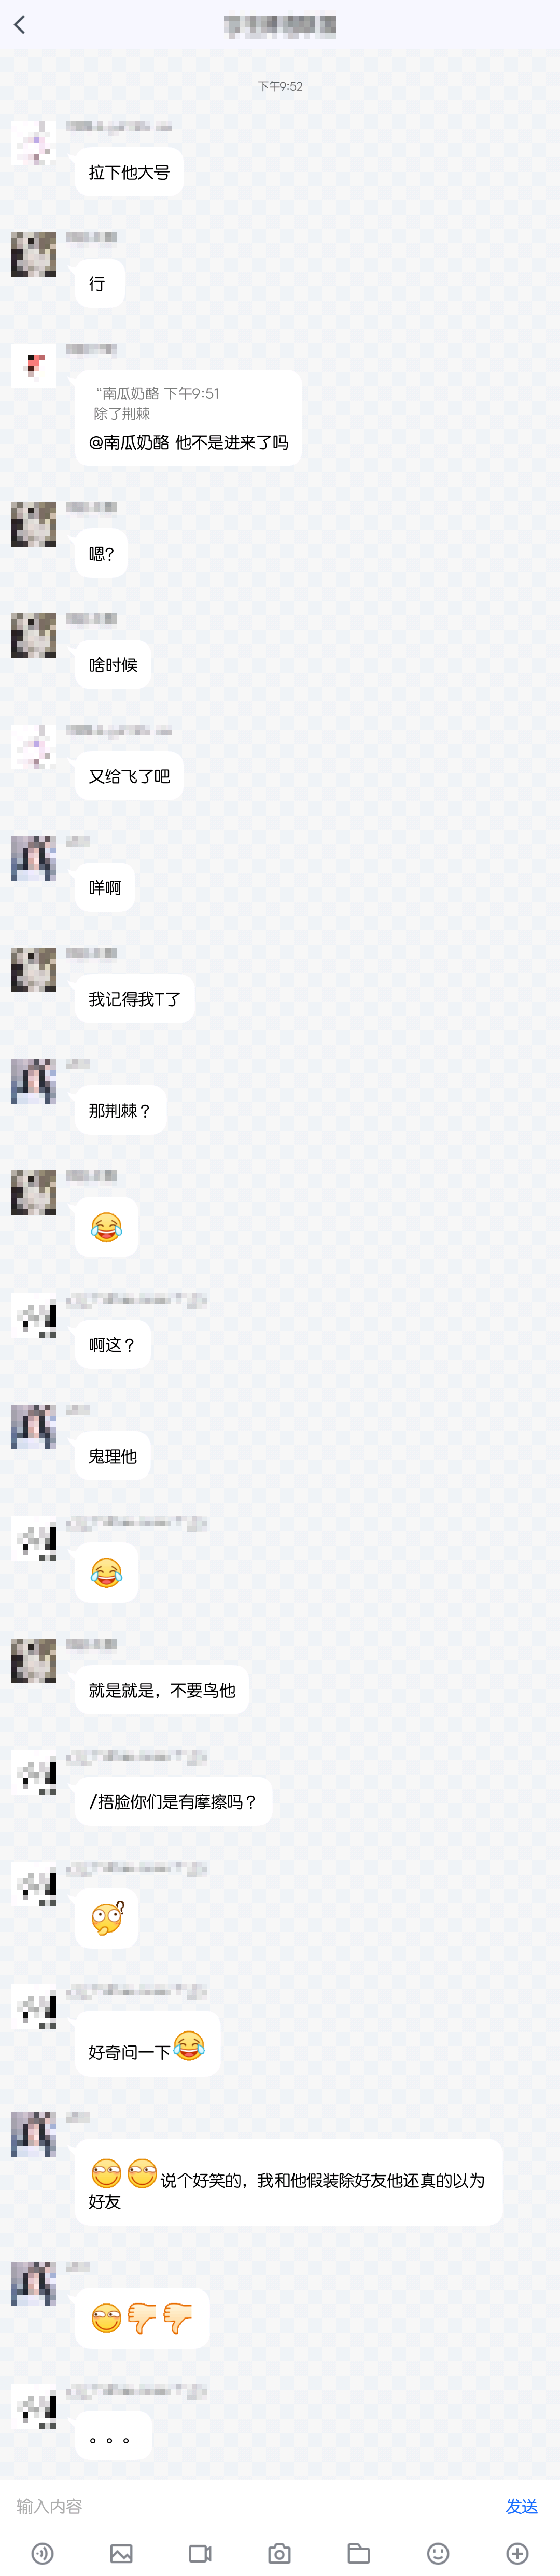 下午9:52
拉下他大号
行
“南瓜奶酪 下午9:51
除了荆棘
@南瓜奶酪 他不是进来了吗
嗯?
啥时候
又给飞了吧
咩啊
我记得我T了
那荆棘？
😂
啊这？
鬼理他
😂
就是就是，不要鸟他
/捂脸你们是有摩擦吗？
好奇问一下😂
说个好笑的，我和他假装除好友他还真的以为
好友
👎👎
。。。
输入内容
发送